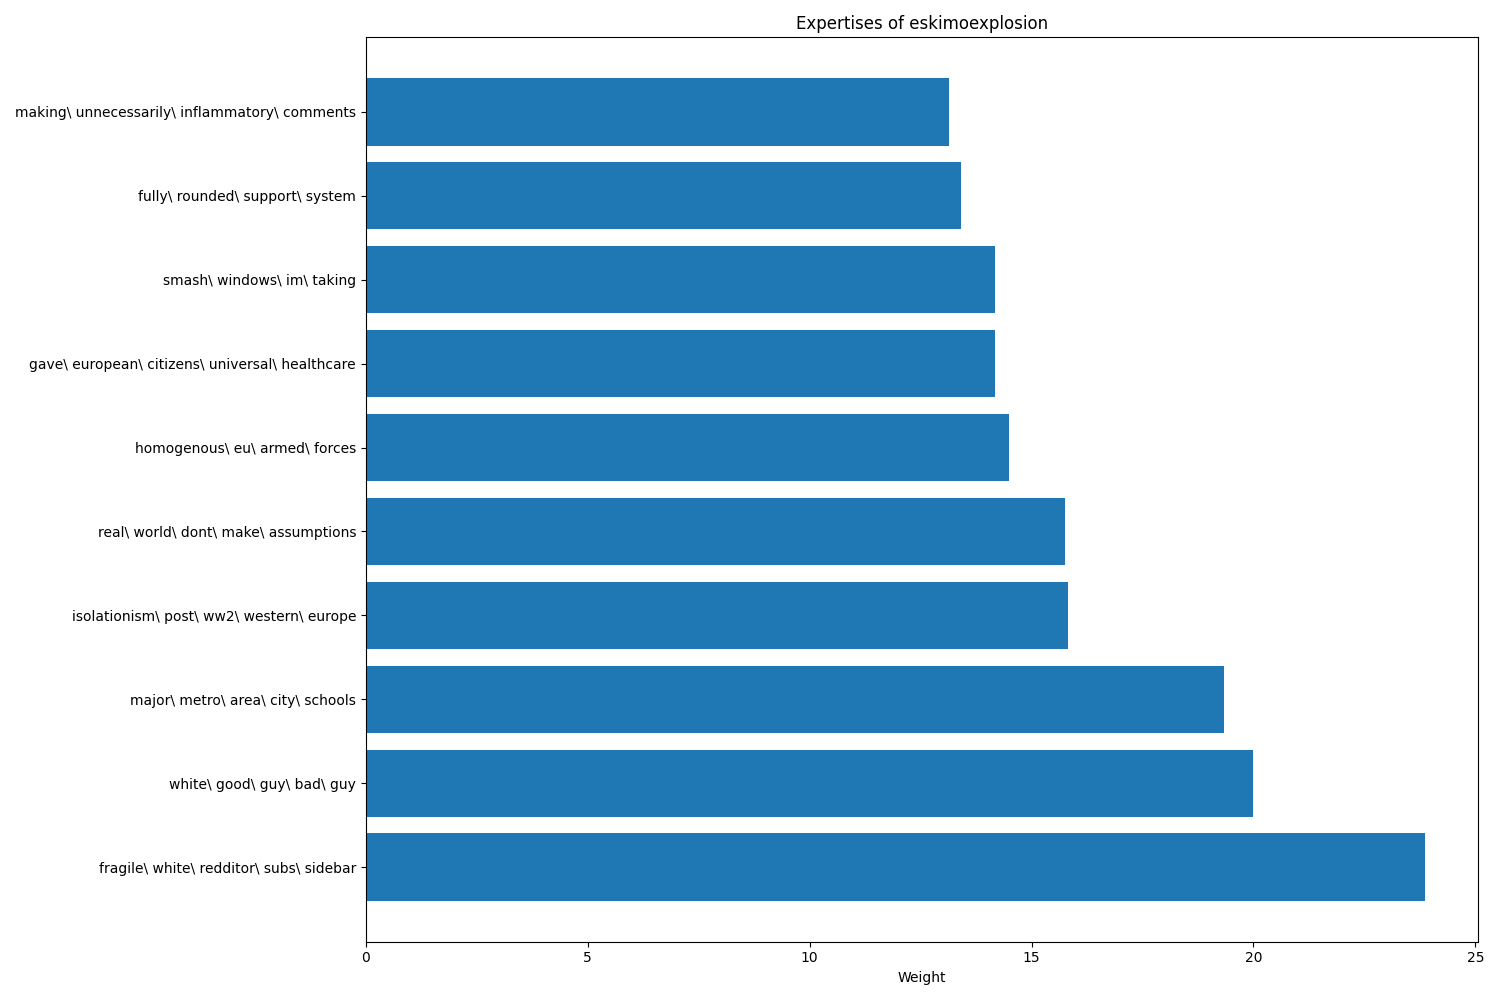 Expertises of eskimoexplosion
making\ unnecessarily\ inflammatory\ comments
fully\ rounded\ support\ system
smash\ windows\ im\ taking
gave\ european\ citizens\ universal\ healthcare
homogenous\ eu\ armed\ forces
real\ world\ dont\ make\ assumptions
isolationism\ post\ ww2\ western\ europe
major\ metro\ area\ city\ schools
white\ good\ guy\ bad\ guy
fragile\ white\ redditor\ subs\ sidebar
0 5 10 15 20 25
Weight